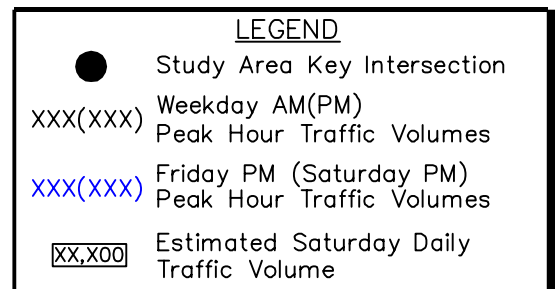 LEGEND
Study Area Key Intersection
XXX(XXX) Weekday AM(PM)
Peak Hour Traffic Volumes
XXX(XXX) Friday PM (Saturday PM)
Peak Hour Traffic Volumes
XX,X00 Estimated Saturday Daily
Traffic Volume